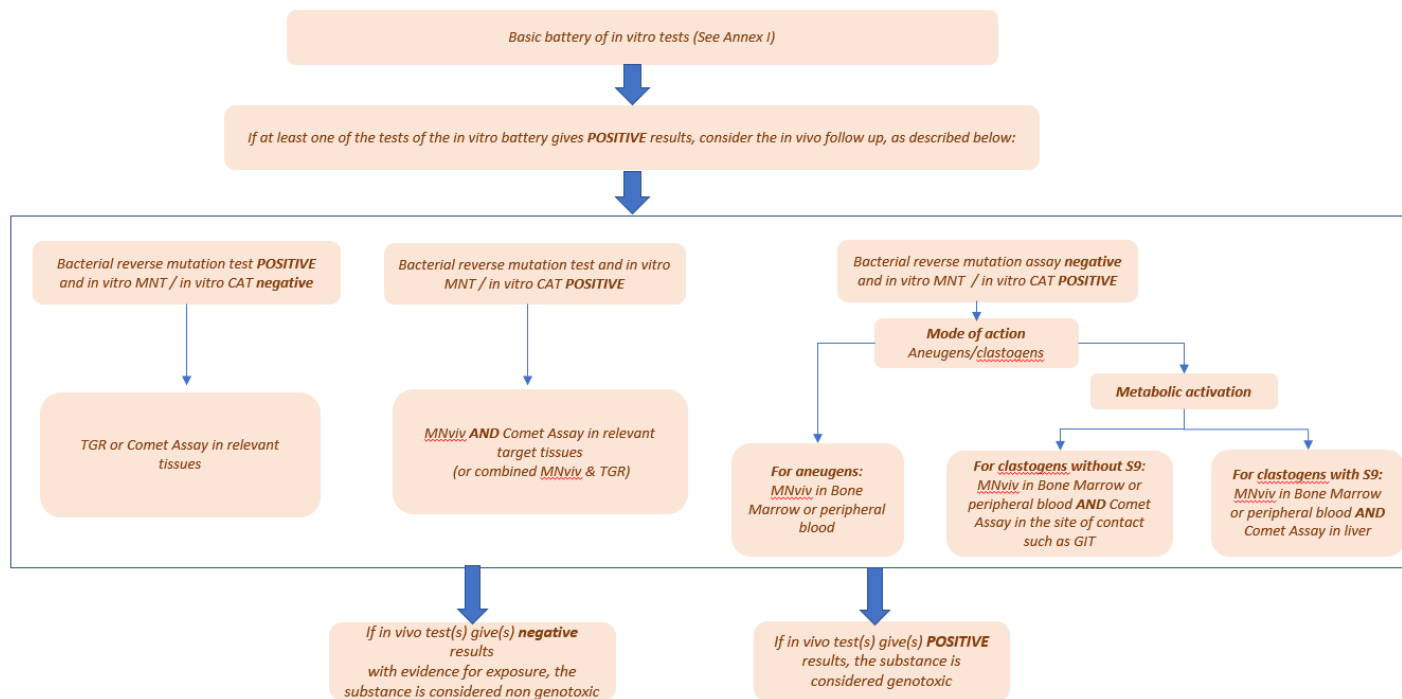 Basic battery of in vitro tests (See Annex I)
If at least one of the tests of the in vitro battery gives POSITIVE results, consider the in vivo follow up, as described below:
Bacterial reverse mutation test POSITIVE
and in vitro MNT / in vitro CAT negative
Bacterial reverse mutation test and in vitro
MNT / in vitro CAT POSITIVE
Bacterial reverse mutation assay negative
and in vitro MNT / in vitro CAT POSITIVE
Mode of action
Aneugens/clastogens
Metabolic activation
TGR or Comet Assay in relevant
tissues
MNviv AND Comet Assay in relevant
target tissues
(or combined MNviv & TGR)
For aneugens:
MNviv in Bone
Marrow or peripheral
blood
For clastogens without S9:
MNviv in Bone Marrow or
peripheral blood AND Comet
Assay in the site of contact
such as GIT
For clastogens with S9:
MNviv in Bone Marrow
or peripheral blood AND
Comet Assay in liver
If in vivo test(s) give(s) negative
results
with evidence for exposure, the
substance is considered non genotoxic
If in vivo test(s) give(s) POSITIVE
results, the substance is
considered genotoxic